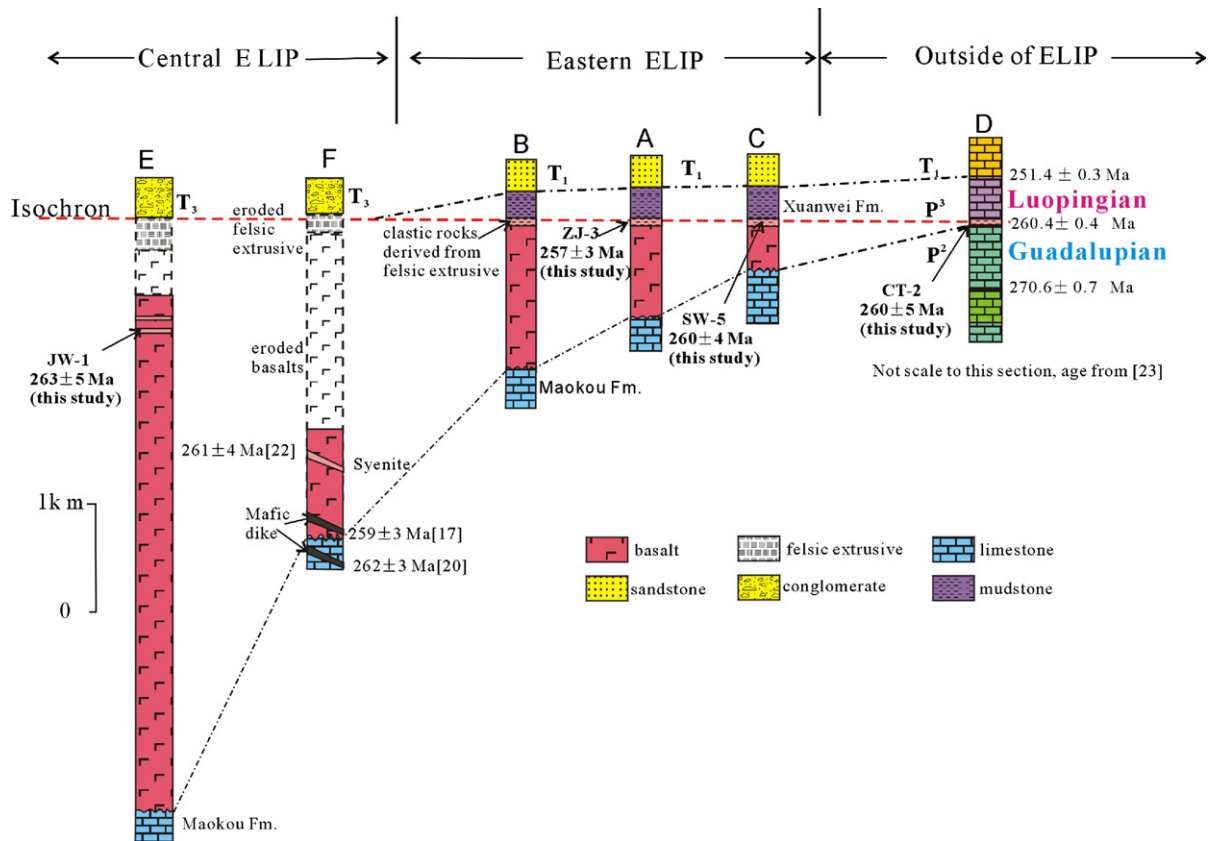 Central ELIP
Eastern ELIP
Outside of ELIP
E
F
B
A
C
D
Isochron
T3
eroded
felsic
extrusive
T3
T1
T1
T1
251.4 ± 0.3 Ma
Luopingian
P3
260.4 ± 0.4 Ma
Guadalupian
P2
270.6 ± 0.7 Ma
Xuanwei Fm.
clastic rocks
derived from
felsic extrusive
ZJ-3
257±3 Ma
(this study)
SW-5
260±4 Ma
(this study)
CT-2
260±5 Ma
(this study)
Not scale to this section, age from [23]
JW-1
263±5 Ma
(this study)
eroded
basalts
Maokou Fm.
261±4 Ma[22]
Syenite
Mafic
dike
259±3 Ma[17]
262±3 Ma[20]
1km
0
Maokou Fm.
basalt
felsic extrusive
limestone
sandstone
conglomerate
mudstone